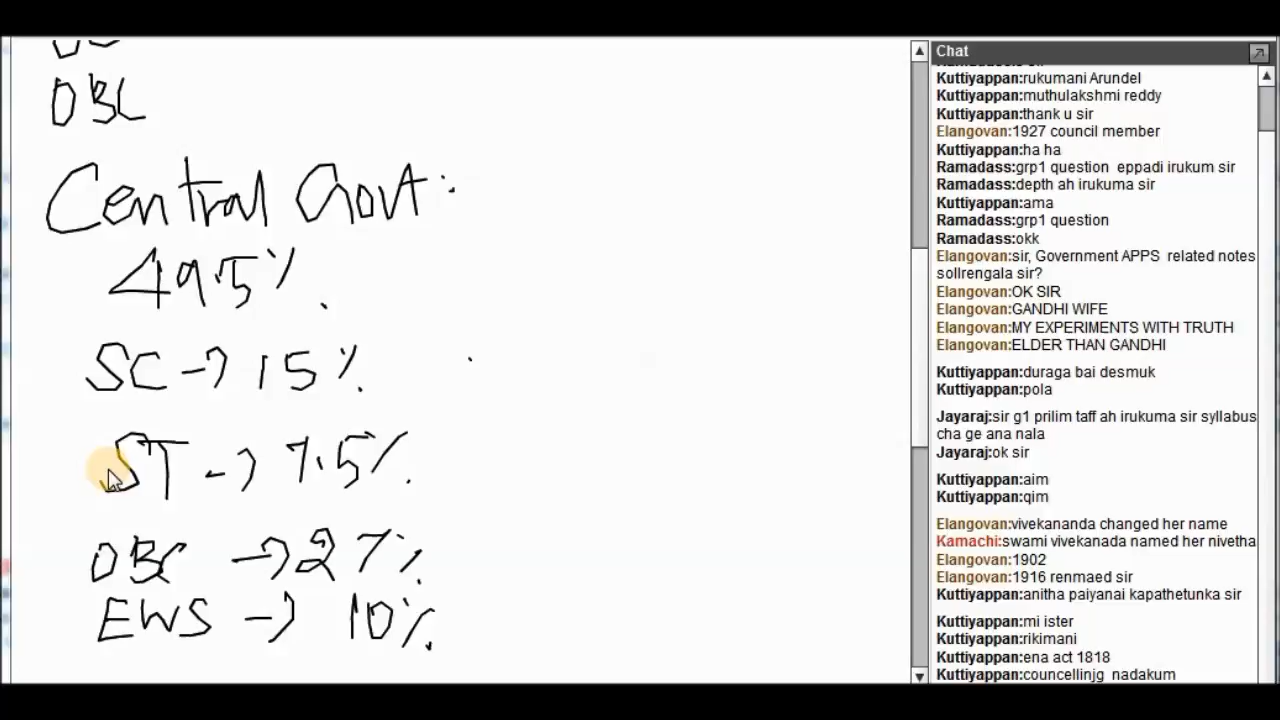 OBC
Central Govt:
49.5%.
SC → 15%
ST → 7.5%
OBC → 27%
EWS → 10%
Chat
Kuttiyappan:rukumani Arundel
Kuttiyappan:muthulakshmi reddy
Kuttiyappan:thank u sir
Elangovan:1927 council member
Kuttiyappan:ha ha
Ramadass:grp1 question eppadi irukum sir
Ramadass:depth ah irukuma sir
Kuttiyappan:ama
Ramadass:grp1 question
Ramadass:okk
Elangovan:sir, Government APPS related notes
sollrengala sir?
Elangovan:OK SIR
Elangovan:GANDHI WIFE
Elangovan:MY EXPERIMENTS WITH TRUTH
Elangovan:ELDER THAN GANDHI
Kuttiyappan:duraga bai desmuk
Kuttiyappan:pola
Jayaraj:sir g1 prilim taff ah irukuma sir syllabus
cha ge ana nala
Jayaraj:ok sir
Kuttiyappan:aim
Kuttiyappan:qim
Elangovan:vivekananda changed her name
Kamachi:swami vivekanada named her nivetha
Elangovan:1902
Elangovan:1916 renmaed sir
Kuttiyappan:anitha paiyanai kapathetunka sir
Kuttiyappan:mi ister
Kuttiyappan:rikimani
Kuttiyappan:ena act 1818
Kuttiyappan:councellinjg nadakum